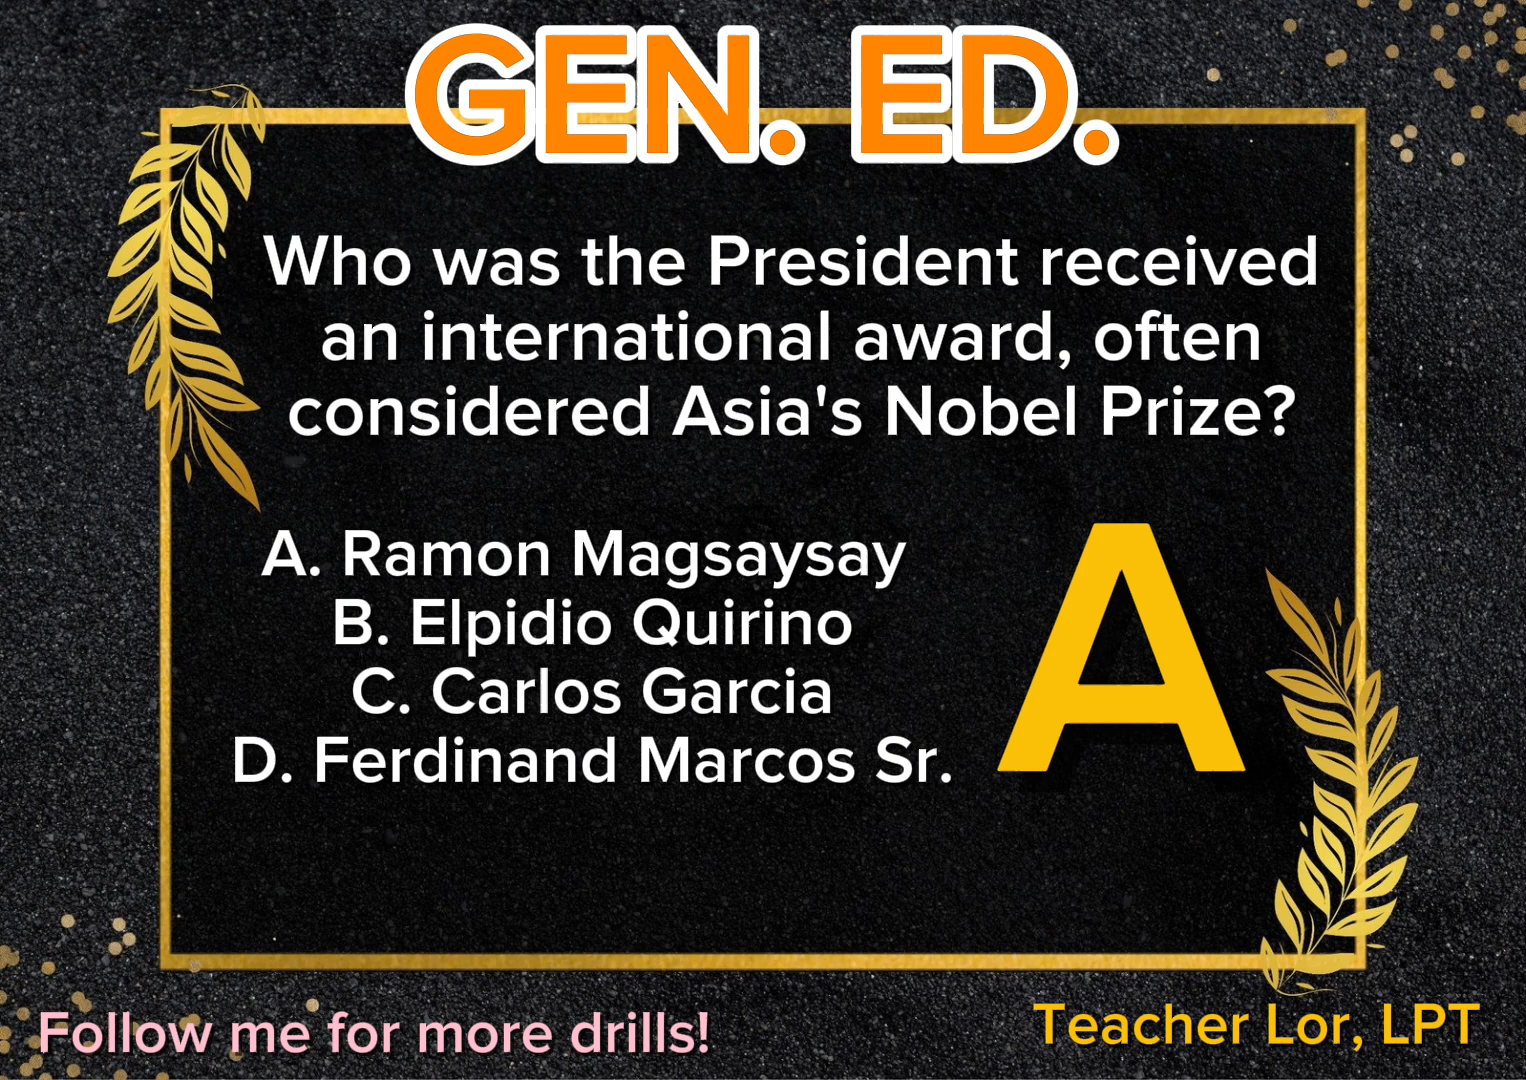 GEN. ED.
Who was the President received
an international award, often
considered Asia's Nobel Prize?
A. Ramon Magsaysay
B. Elpidio Quirino
C. Carlos Garcia
D. Ferdinand Marcos Sr.
A
Follow me for more drills!
Teacher Lor, LPT